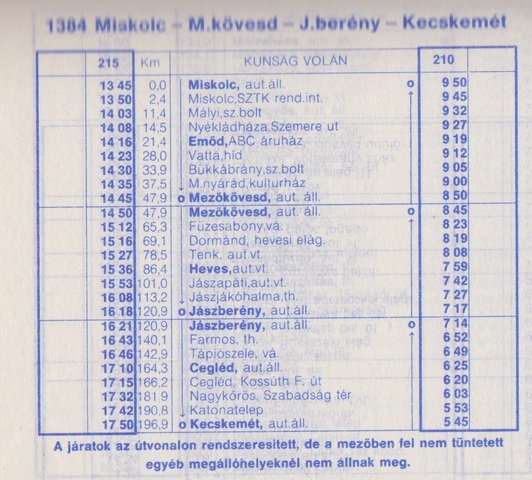 1384 Miskolc – M.kövesd – J.berény – Kecskemét
215 Km KUNSÁG VOLÁN 210
13 45 0,0 Miskolc, aut.áll. o 9 50
13 50 2,4 Miskolc,SZTK rend.int. 9 45
14 03 11,4 Mályi,sz.bolt 9 32
14 08 14,5 Nyékládháza,Szemere ut 9 27
14 16 21,4 Emőd,ABC áruház 9 19
14 23 28,0 Vatta,híd 9 12
14 30 33,9 Bükkábrány,sz.bolt 9 05
14 35 37,5 M.nyárád,kulturház 9 00
14 45 47,9 o Mezőkövesd, aut. áll. 8 50
14 50 47,9 Mezőkövesd, aut. áll. o 8 45
15 12 65,3 Füzesabony,vá. 8 23
15 16 69,1 Dormánd, hevesi elág. 8 19
15 27 78,5 Tenk, aut.vt. 8 08
15 36 86,4 Heves,aut.vt. 7 59
15 53 101,0 Jászapáti,aut.vt. 7 42
16 08 113,2 Jászjákóhalma,th. 7 27
16 18 120,9 o Jászberény, aut.áll. 7 17
16 21 120,9 Jászberény, aut.áll. o 7 14
16 43 140,1 Farmos, th. 6 52
16 46 142,9 Tápiószele, vá. 6 49
17 10 164,3 Cegléd, aut.áll. 6 25
17 15 166,2 Cegléd, Kossúth F. út 6 20
17 32 181 9 Nagykőrös, Szabadság tér 6 03
17 42 190,8 Katonatelep 5 53
17 50 196,9 o Kecskemét, aut.áll. 5 45
A járatok az útvonalon rendszeresitett, de a mezőben fel nem tüntetett
egyéb megállóhelyeknél nem állnak meg.